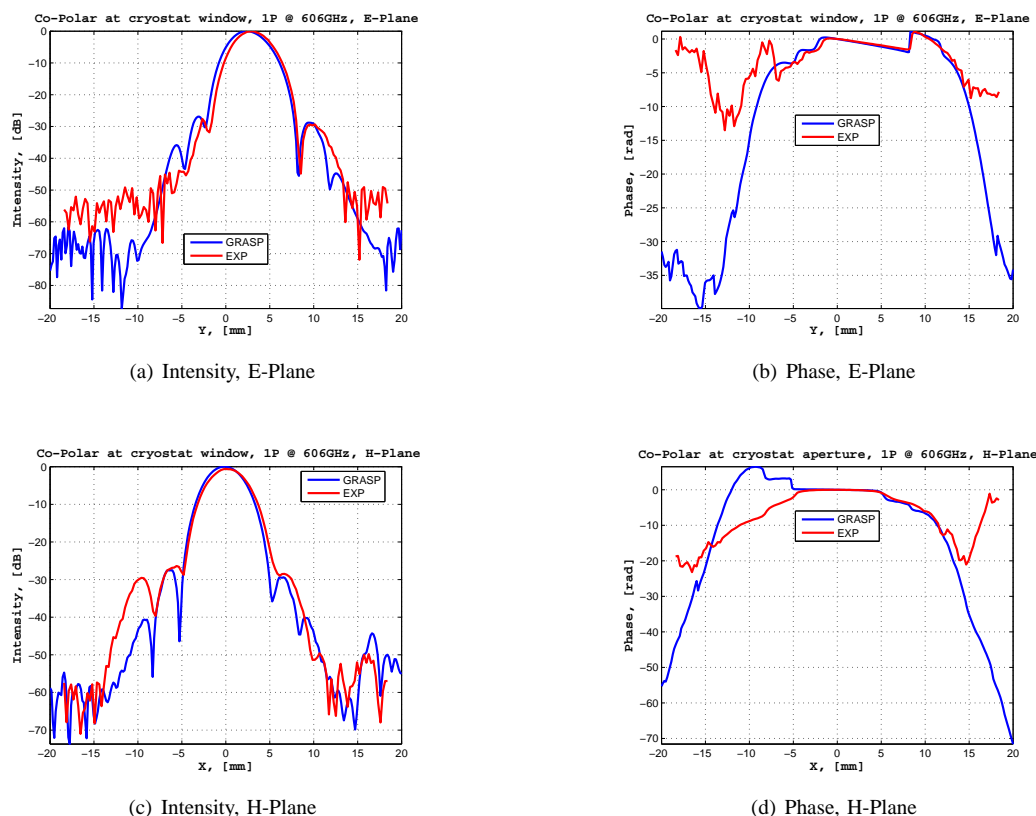 Co-Polar at cryostat window, 1P @ 606GHz, E-Plane
0
−10
−20
−30
−40
−50
−60
−70
−80
Intensity, [dB]
GRASP
EXP
−20 −15 −10 −5 0 5 10 15 20
Y, [mm]
(a) Intensity, E-Plane
Co-Polar at cryostat window, 1P @ 606GHz, E-Plane
0
−5
−10
−15
−20
−25
−30
−35
−40
Phase, [rad]
GRASP
EXP
−20 −15 −10 −5 0 5 10 15 20
Y, [mm]
(b) Phase, E-Plane
Co-Polar at cryostat window, 1P @ 606GHz, H-Plane
0
−10
−20
−30
−40
−50
−60
−70
Intensity, [dB]
GRASP
EXP
−20 −15 −10 −5 0 5 10 15 20
X, [mm]
(c) Intensity, H-Plane
Co-Polar at cryostat aperture, 1P @ 606GHz, H-Plane
0
−10
−20
−30
−40
−50
−60
−70
Phase, [rad]
GRASP
EXP
−20 −15 −10 −5 0 5 10 15 20
X, [mm]
(d) Phase, H-Plane